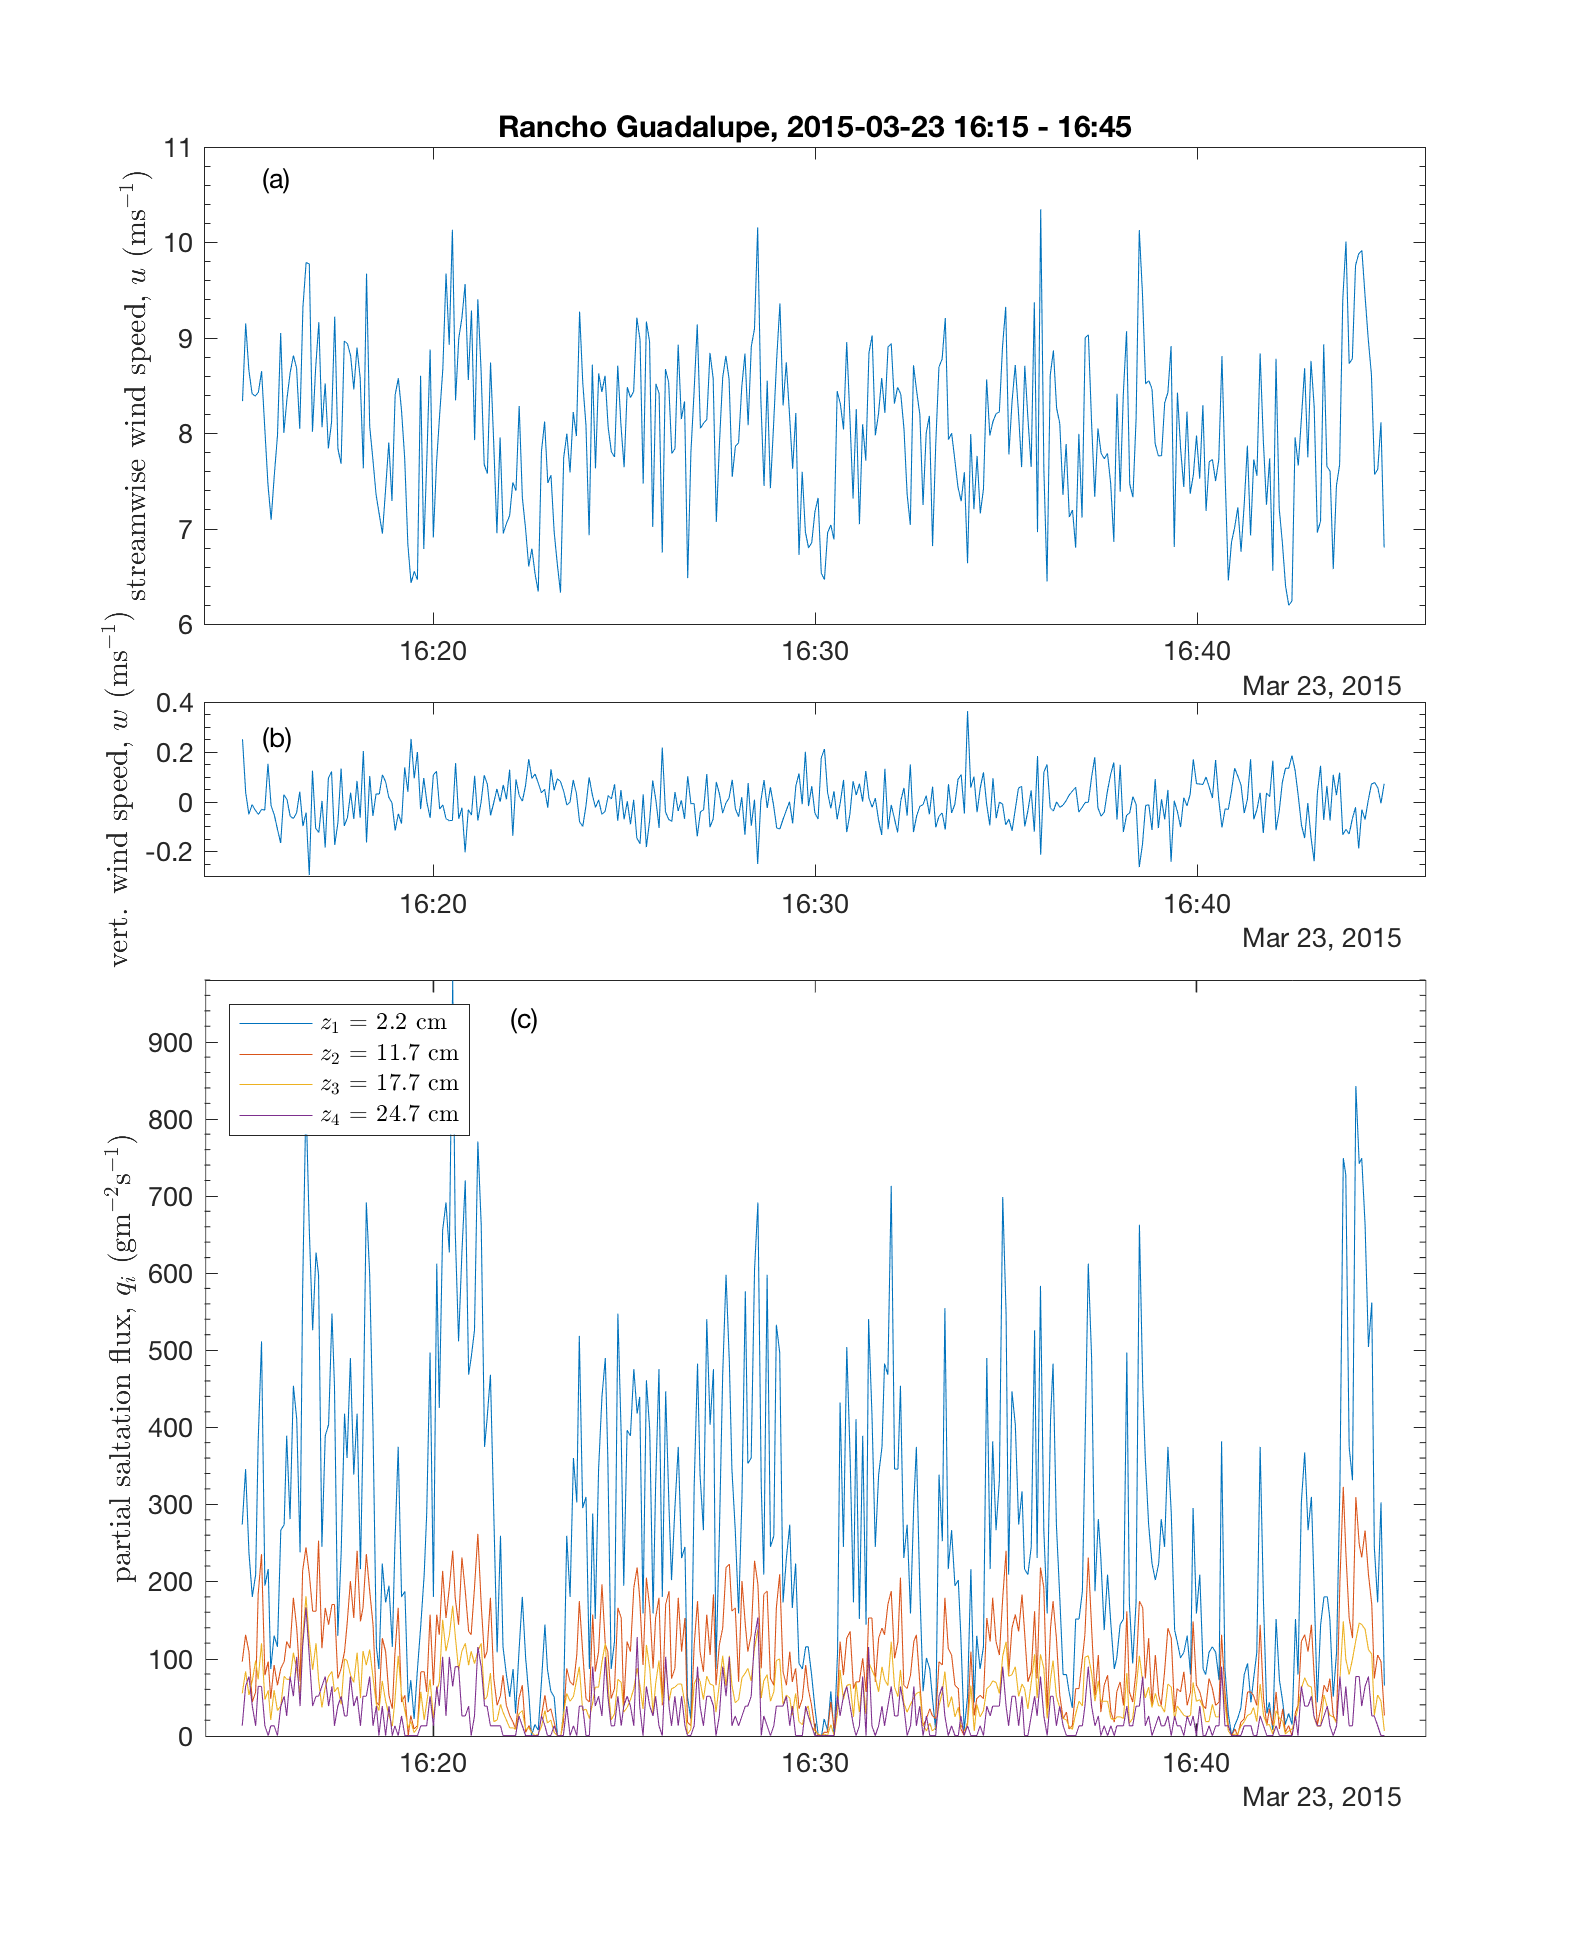 Rancho Guadalupe, 2015-03-23 16:15 - 16:45
(a)
streamwise wind speed, u (ms⁻¹)
11
10
9
8
7
6
16:20 16:30 16:40
Mar 23, 2015
(b)
vert. wind speed, w (ms⁻¹)
0.4
0.2
0
-0.2
16:20 16:30 16:40
Mar 23, 2015
(c)
z₁ = 2.2 cm
z₂ = 11.7 cm
z₃ = 17.7 cm
z₄ = 24.7 cm
partial saltation flux, qᵢ (gm⁻²s⁻¹)
900
800
700
600
500
400
300
200
100
0
16:20 16:30 16:40
Mar 23, 2015